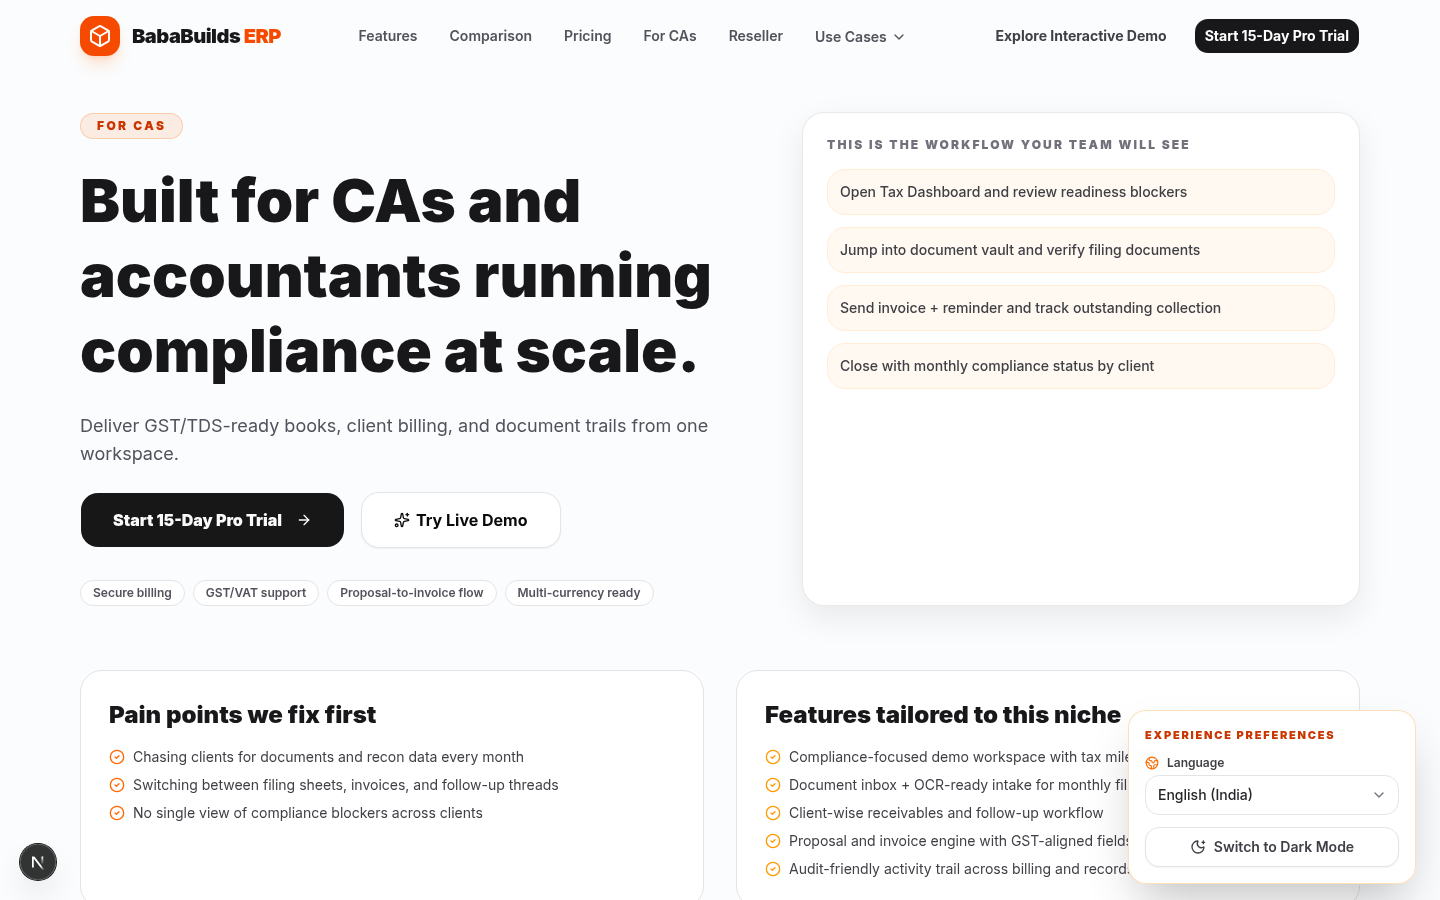 BabaBuilds ERP
Features
Comparison
Pricing
For CAs
Reseller
Use Cases
Explore Interactive Demo
Start 15-Day Pro Trial
FOR CAS
Built for CAs and
accountants running
compliance at scale.
Deliver GST/TDS-ready books, client billing, and document trails from one
workspace.
Start 15-Day Pro Trial
Try Live Demo
Secure billing
GST/VAT support
Proposal-to-invoice flow
Multi-currency ready
THIS IS THE WORKFLOW YOUR TEAM WILL SEE
Open Tax Dashboard and review readiness blockers
Jump into document vault and verify filing documents
Send invoice + reminder and track outstanding collection
Close with monthly compliance status by client
Pain points we fix first
Chasing clients for documents and recon data every month
Switching between filing sheets, invoices, and follow-up threads
No single view of compliance blockers across clients
Features tailored to this niche
Compliance-focused demo workspace with tax
Document inbox + OCR-ready intake for monthly
Client-wise receivables and follow-up workflow
Proposal and invoice engine with GST-aligned fields
Audit-friendly activity trail across billing and
EXPERIENCE PREFERENCES
Language
English (India)
Switch to Dark Mode
N